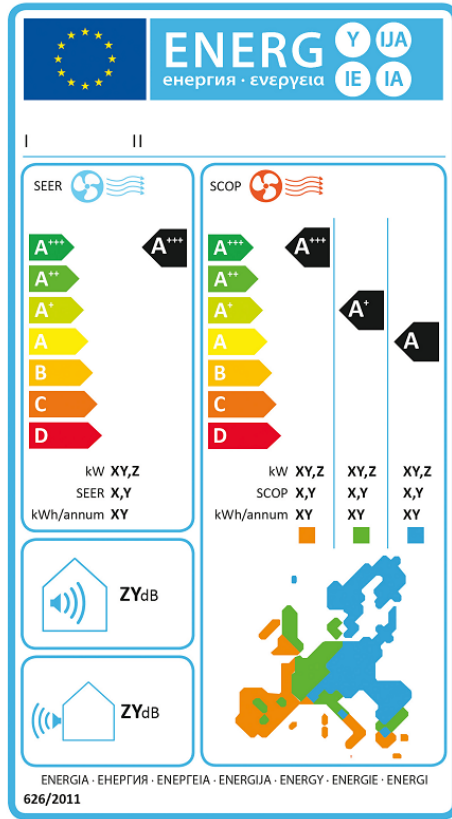 ENERG Y IJA
енергия · ενεργεια IE IA
I II
SEER
A+++ A+++
A++
A+
A
B
C
D
kW XY,Z
SEER X,Y
kWh/annum XY
SCOP
A+++ A+++
A++
A+ A+
A A
B
C
D
kW XY,Z XY,Z XY,Z
SCOP X,Y X,Y X,Y
kWh/annum XY XY XY
ZYdB
ZYdB
ENERGIA · ЕНЕРГИЯ · ΕΝΕΡΓΕΙΑ · ENERGIJA · ENERGY · ENERGIE · ENERGI
626/2011